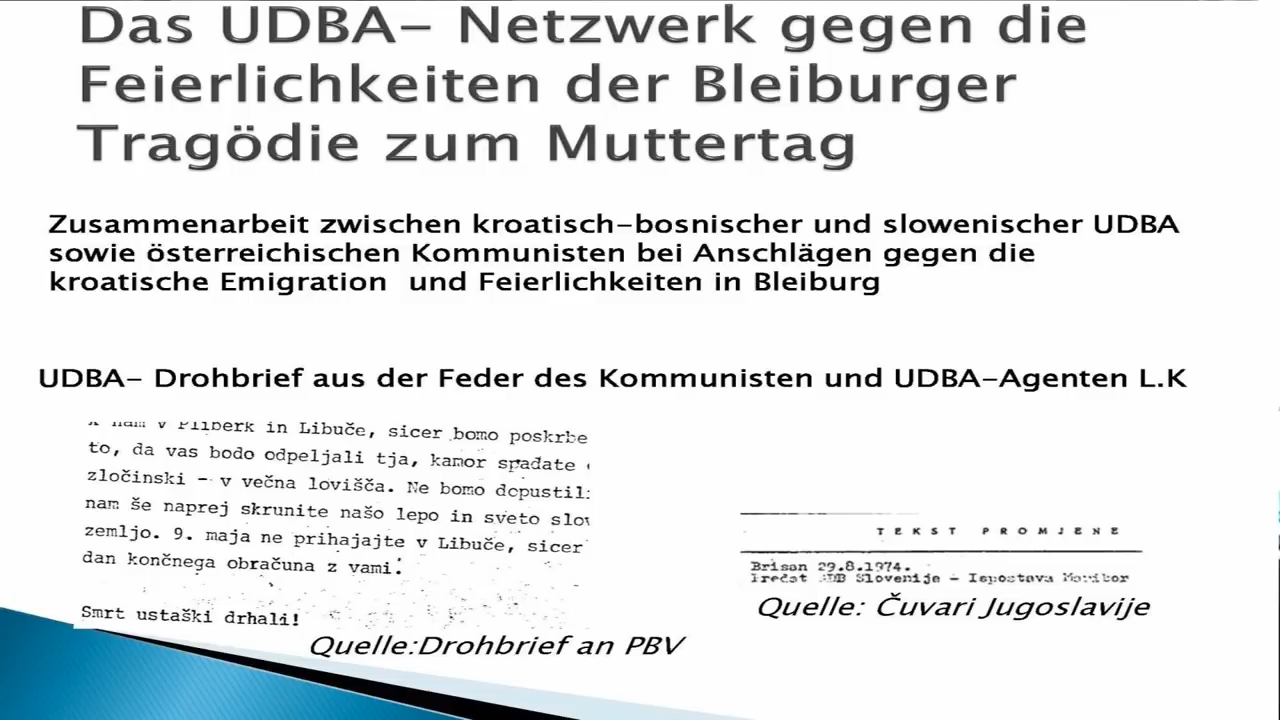 Das UDBA- Netzwerk gegen die
Feierlichkeiten der Bleiburger
Tragödie zum Muttertag
Zusammenarbeit zwischen kroatisch-bosnischer und slowenischer UDBA
sowie österreichischen Kommunisten bei Anschlägen gegen die
kroatische Emigration und Feierlichkeiten in Bleiburg
UDBA- Drohbrief aus der Feder des Kommunisten und UDBA-Agenten L.K
v Pliberk in Libuče, sicer bomo poskrbe
to, da vas bodo odpeljali tja, kamor spadate
zločinski - v večna lovišča. Ne bomo dopustil
nam še naprej skrunite našo lepo in sveto slov
zemljo. 9. maja ne prihajajte v Libuče, sicer
dan končnega obračuna z vami.
Smrt ustaški drhali!
Quelle:Drohbrief an PBV
TEKST PROMJENE
Brisan 29.8.1974.
Slovenije - Ispostava Maribor
Quelle: Čuvari Jugoslavije